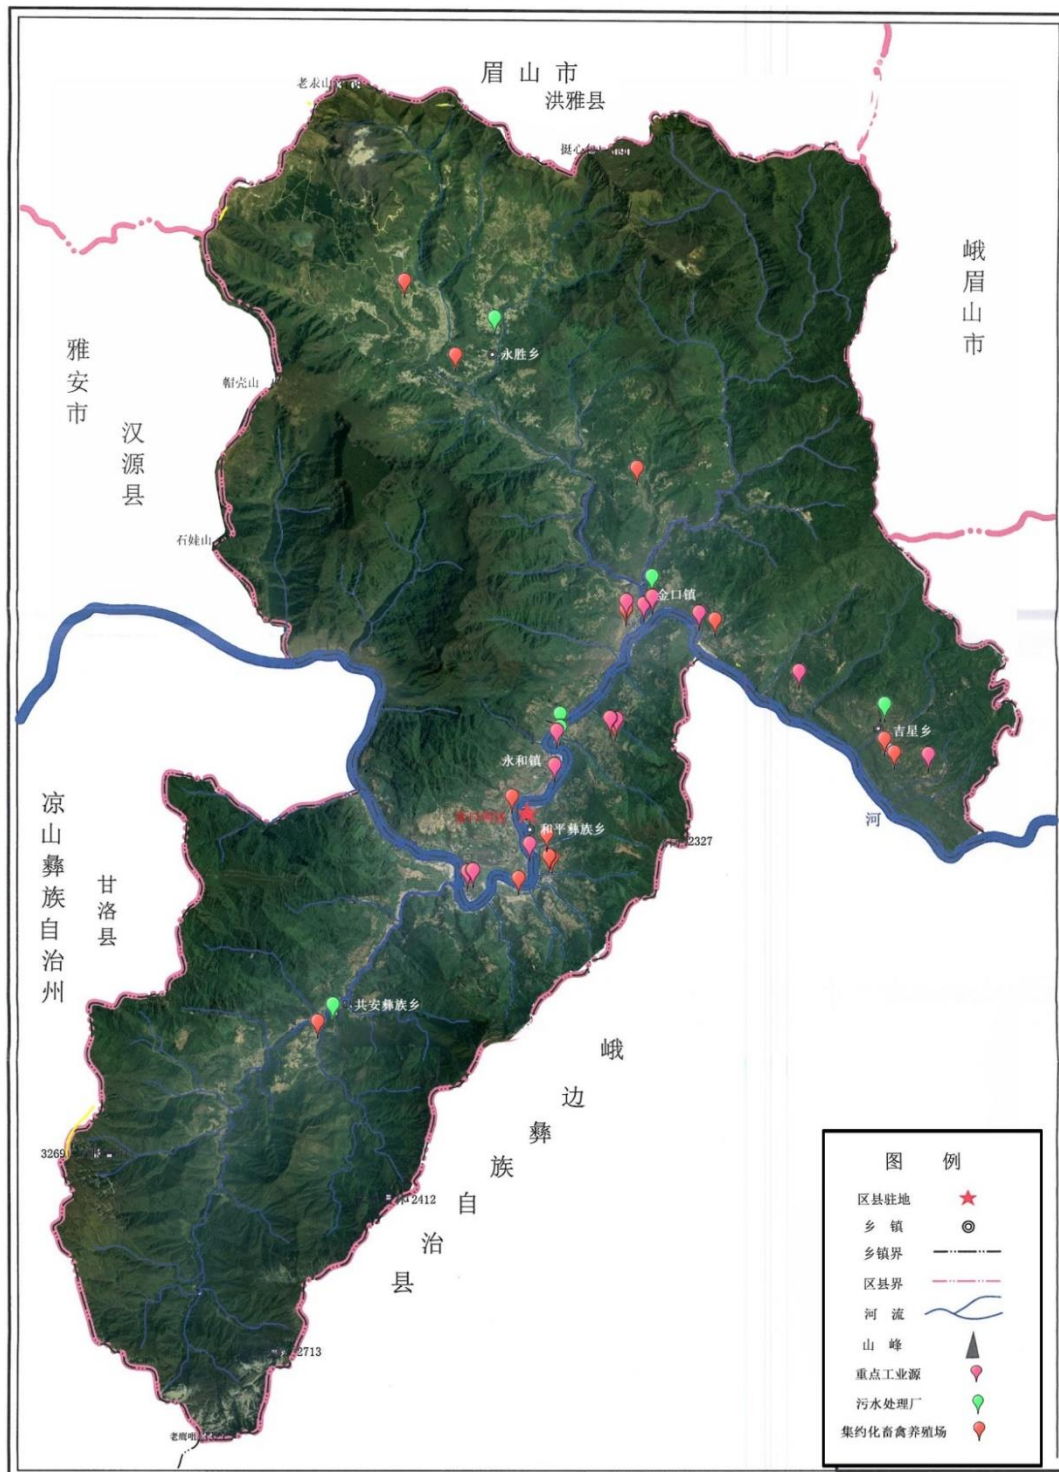 眉山市
洪雅县
峨眉山市
雅安市
汉源县
帽壳山
石娃山
永胜乡
金口镇
吉星乡
永和镇
和平彝族乡
河
2327
凉山彝族自治州
甘洛县
共安彝族乡
峨边彝族自治县
3269
2412
2713
老鹰咀
图 例
区县驻地
乡 镇
乡镇界
区县界
河 流
山 峰
重点工业源
污水处理厂
集约化畜禽养殖场